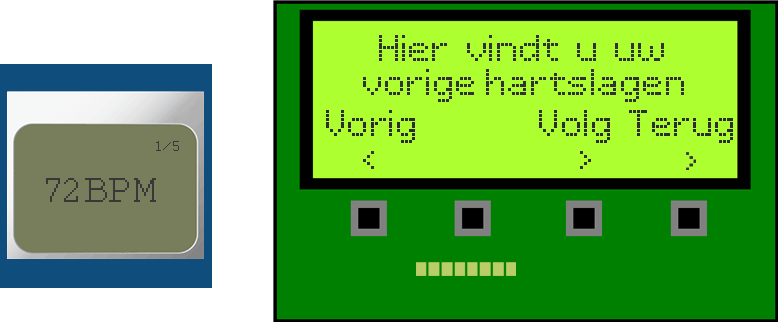 1/5
72BPM
Hier vindt u uw
vorige hartslagen
Vorig Volg Terug
< > >